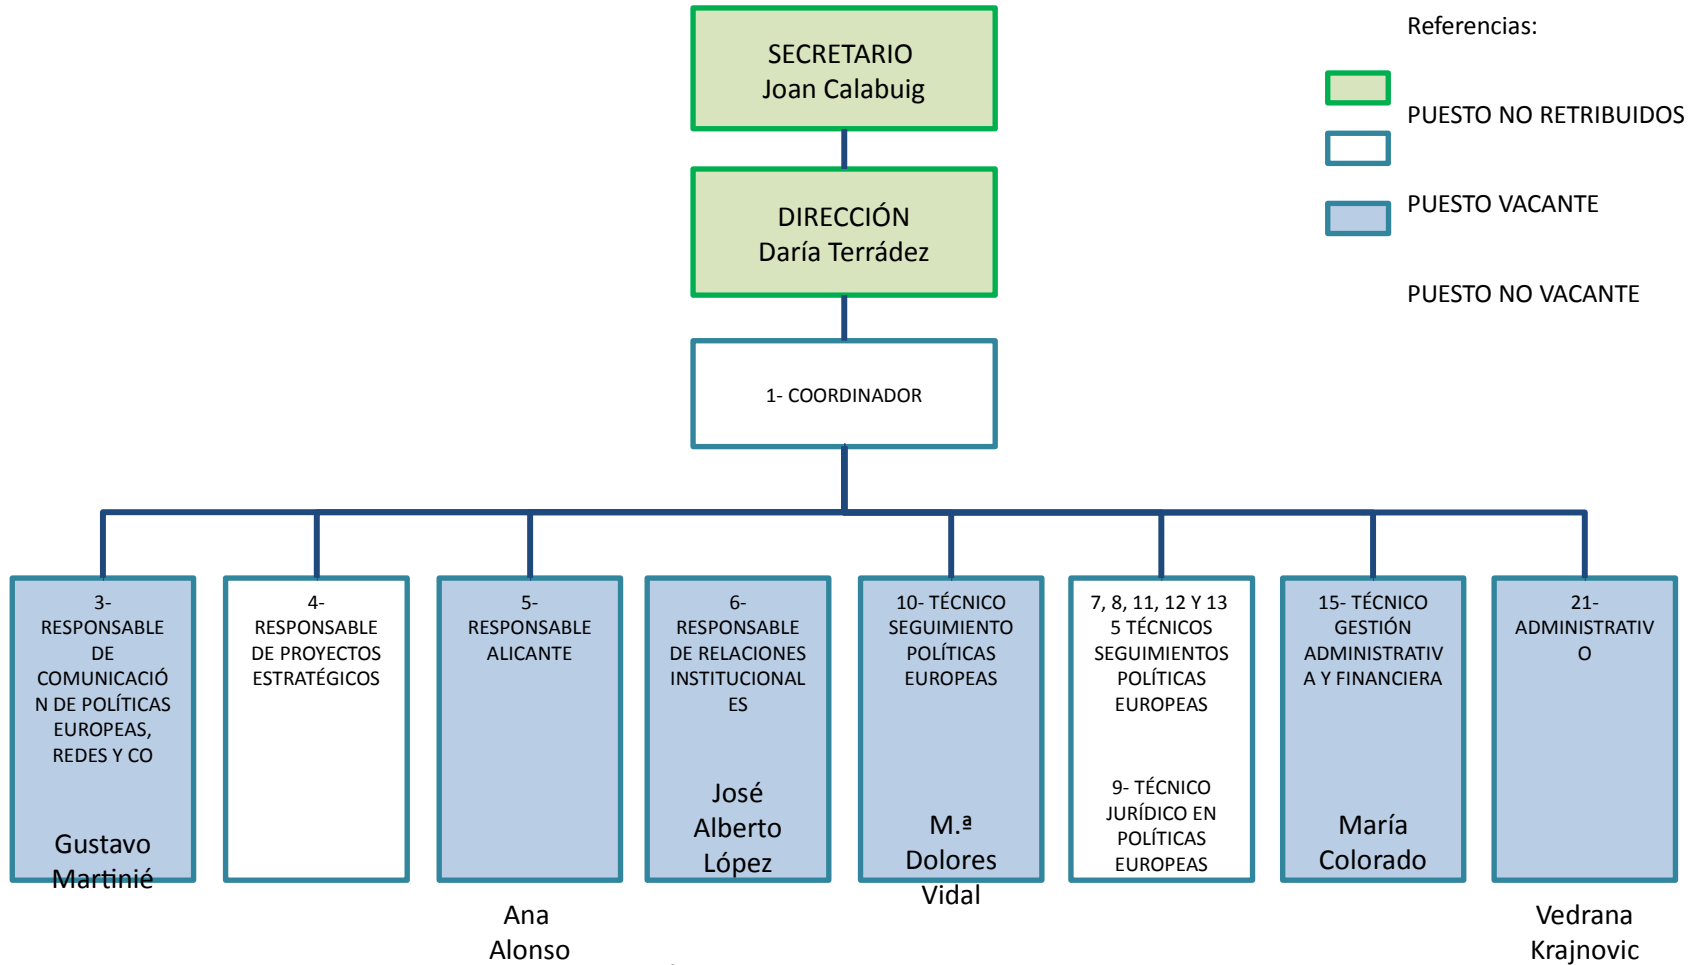 SECRETARIO
Joan Calabuig
Referencias:
PUESTO NO RETRIBUIDOS
PUESTO VACANTE
PUESTO NO VACANTE
DIRECCIÓN
Daría Terrádez
1- COORDINADOR
3-
RESPONSABLE
DE
COMUNICACIÓ
N DE POLÍTICAS
EUROPEAS,
REDES Y CO
Gustavo
Martinié
4-
RESPONSABLE
DE PROYECTOS
ESTRATÉGICOS
5-
RESPONSABLE
ALICANTE
Ana
Alonso
6-
RESPONSABLE
DE RELACIONES
INSTITUCIONAL
ES
José
Alberto
López
10- TÉCNICO
SEGUIMIENTO
POLÍTICAS
EUROPEAS
M.ª
Dolores
Vidal
7, 8, 11, 12 Y 13
5 TÉCNICOS
SEGUIMIENTOS
POLÍTICAS
EUROPEAS
9- TÉCNICO
JURÍDICO EN
POLÍTICAS
EUROPEAS
15- TÉCNICO
GESTIÓN
ADMINISTRATIV
A Y FINANCIERA
María
Colorado
21-
ADMINISTRATIV
O
Vedrana
Krajnovic